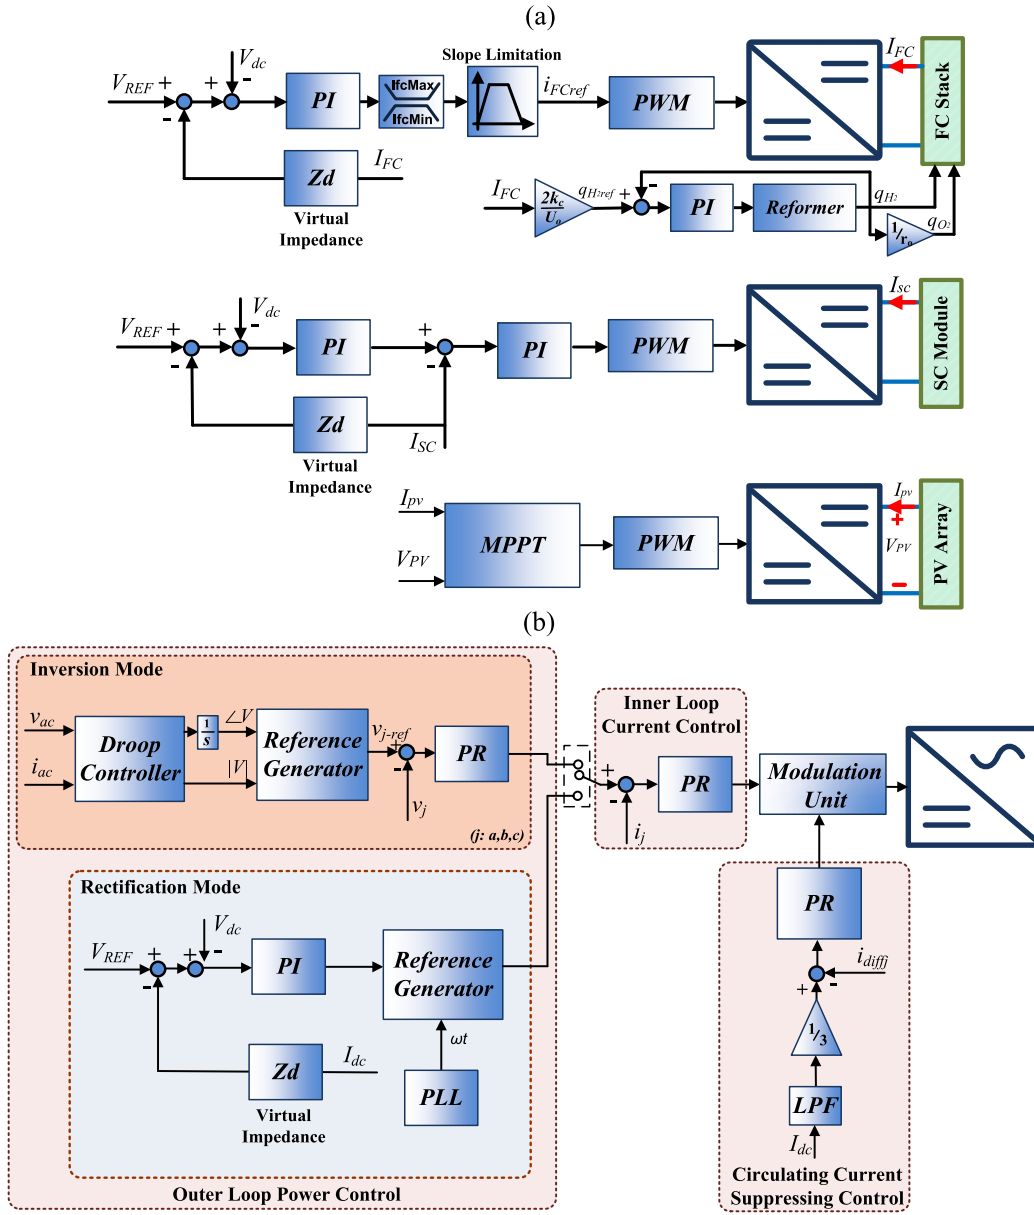 (a)
V_REF + - V_dc + - PI IfcMax IfcMin Slope Limitation i_FCref PWM I_FC FC Stack
Zd I_FC
Virtual
Impedance
I_FC 2k_c/U_o q_H2ref + - PI Reformer q_H2
1/r_o q_O2
V_REF + - V_dc + - PI + - PI PWM I_sc SC Module
Zd I_SC
Virtual
Impedance
I_pv V_PV MPPT PWM I_pv + V_PV - PV Array
(b)
Inversion Mode
v_ac i_ac Droop
Controller
1/s ∠V |V|
Reference
Generator
v_j-ref + - v_j PR
(j: a,b,c)
Inner Loop
Current Control
+ - i_j PR
Modulation
Unit
Rectification Mode
V_REF + - V_dc + - PI
Reference
Generator
ωt
PLL
Zd I_dc
Virtual
Impedance
Outer Loop Power Control
PR
+ - i_diffj
1/3
LPF
I_dc
Circulating Current
Suppressing Control